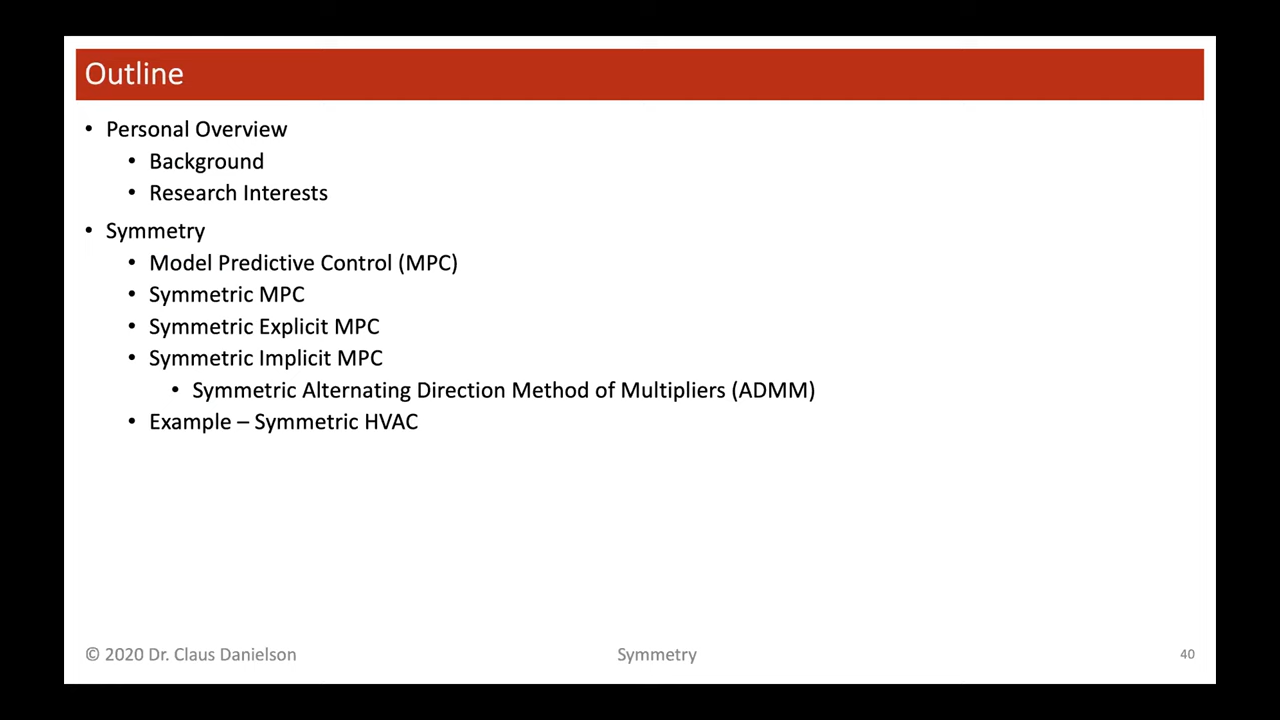 Outline
• Personal Overview
• Background
• Research Interests
• Symmetry
• Model Predictive Control (MPC)
• Symmetric MPC
• Symmetric Explicit MPC
• Symmetric Implicit MPC
• Symmetric Alternating Direction Method of Multipliers (ADMM)
• Example – Symmetric HVAC
© 2020 Dr. Claus Danielson
Symmetry
40